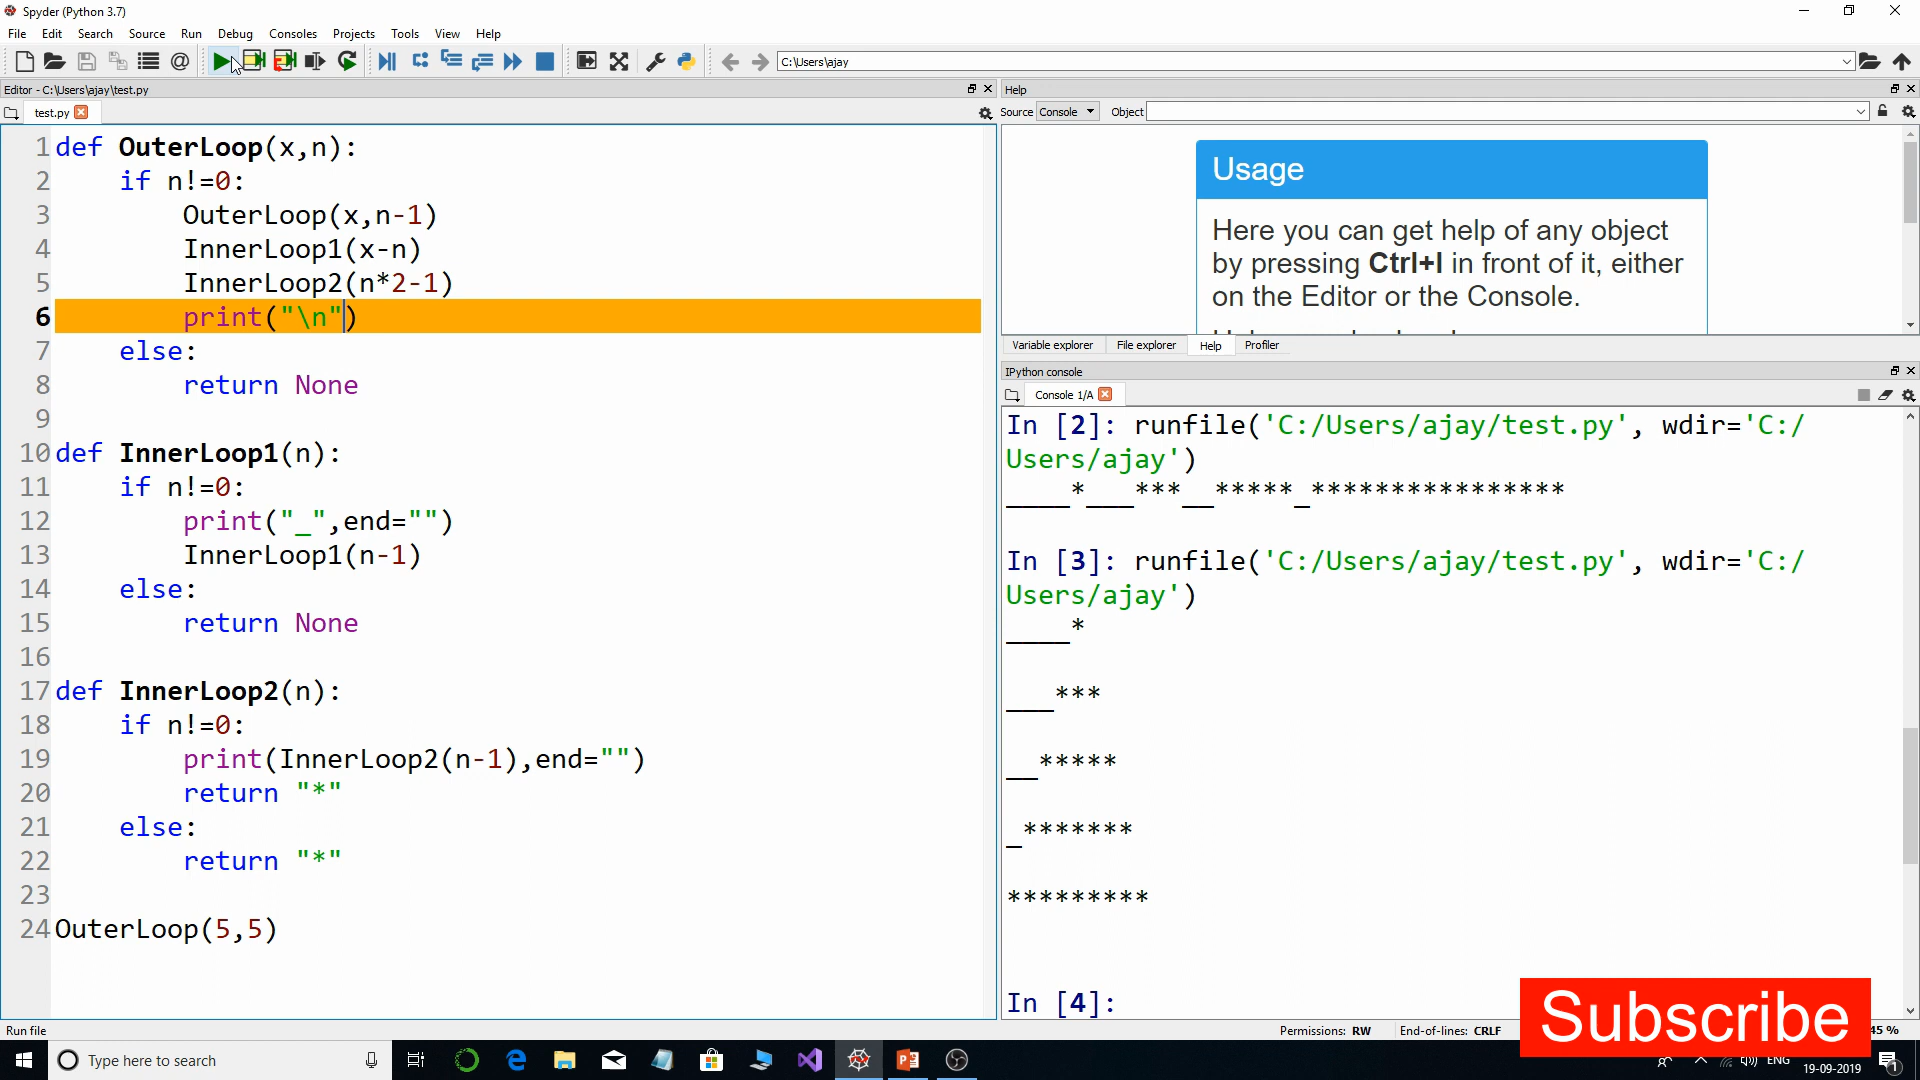 Spyder (Python 3.7)
File Edit Search Source Run Debug Consoles Projects Tools View Help
C:\Users\ajay
Editor - C:\Users\ajay\test.py
test.py
1 def OuterLoop(x,n):
2     if n!=0:
3         OuterLoop(x,n-1)
4         InnerLoop1(x-n)
5         InnerLoop2(n*2-1)
6         print("\n")
7     else:
8         return None
9
10 def InnerLoop1(n):
11     if n!=0:
12         print("_",end="")
13         InnerLoop1(n-1)
14     else:
15         return None
16
17 def InnerLoop2(n):
18     if n!=0:
19         print(InnerLoop2(n-1),end="")
20         return "*"
21     else:
22         return "*"
23
24 OuterLoop(5,5)
Help
Source Console Object
Usage
Here you can get help of any object
by pressing Ctrl+I in front of it, either
on the Editor or the Console.
Variable explorer File explorer Help Profiler
IPython console
Console 1/A
In [2]: runfile('C:/Users/ajay/test.py', wdir='C:/
Users/ajay')
____*___***__*****_****************
In [3]: runfile('C:/Users/ajay/test.py', wdir='C:/
Users/ajay')
____*
___***
__*****
_*******
*********
In [4]:
Subscribe
Run file
Permissions: RW End-of-lines: CRLF 45 %
Type here to search
ENG
19-09-2019
1